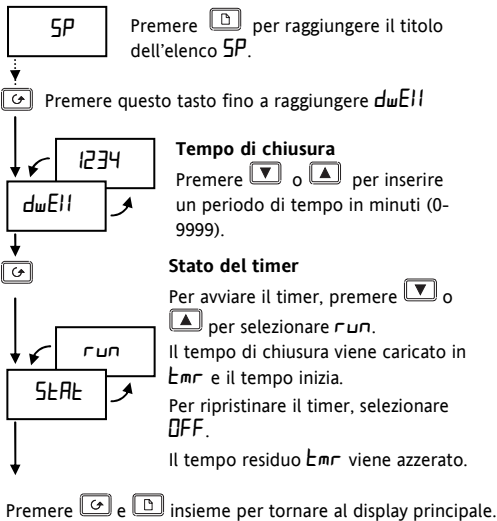 SP
Premere per raggiungere il titolo
dell'elenco SP.
Premere questo tasto fino a raggiungere dwEll
1234
dwEll
Tempo di chiusura
Premere o per inserire
un periodo di tempo in minuti (0-
9999).
Stato del timer
Per avviare il timer, premere o
per selezionare run.
Il tempo di chiusura viene caricato in
tmr e il tempo inizia.
Per ripristinare il timer, selezionare
OFF.
Il tempo residuo tmr viene azzerato.
run
StAt
Premere e insieme per tornare al display principale.